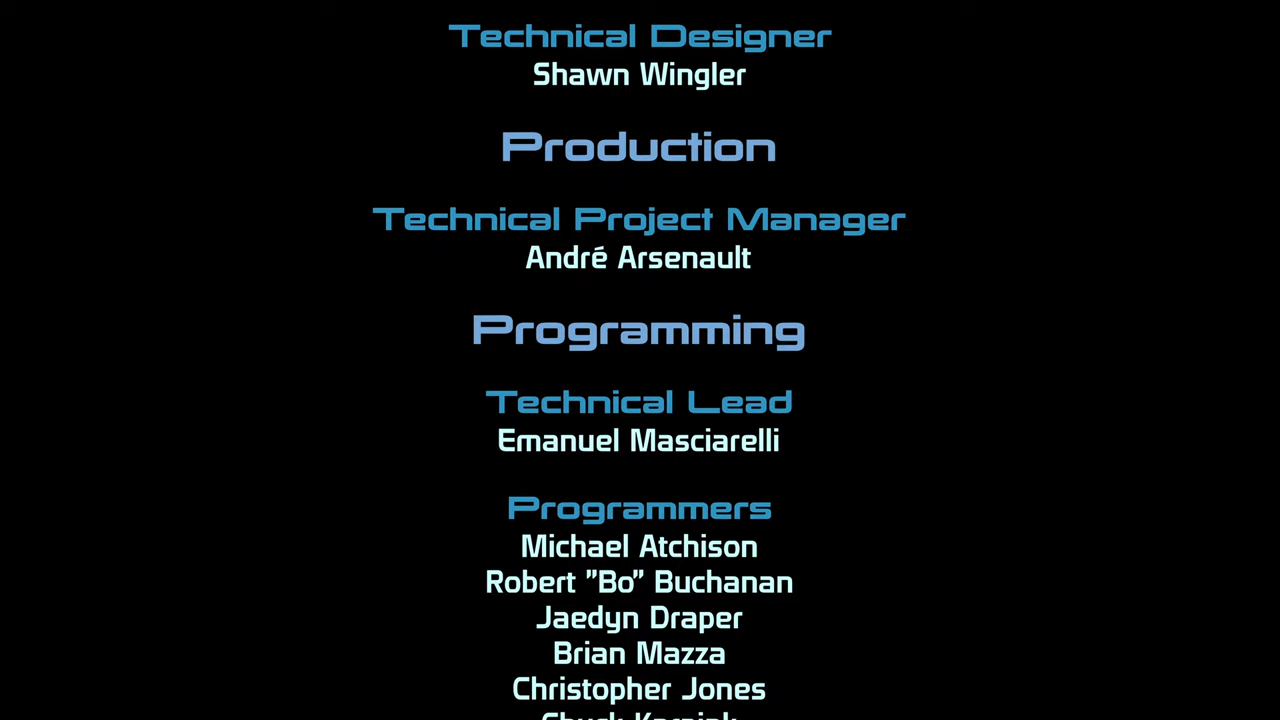 Technical Designer
Shawn Wingler
Production
Technical Project Manager
André Arsenault
Programming
Technical Lead
Emanuel Masciarelli
Programmers
Michael Atchison
Robert "Bo" Buchanan
Jaedyn Draper
Brian Mazza
Christopher Jones
Chuck